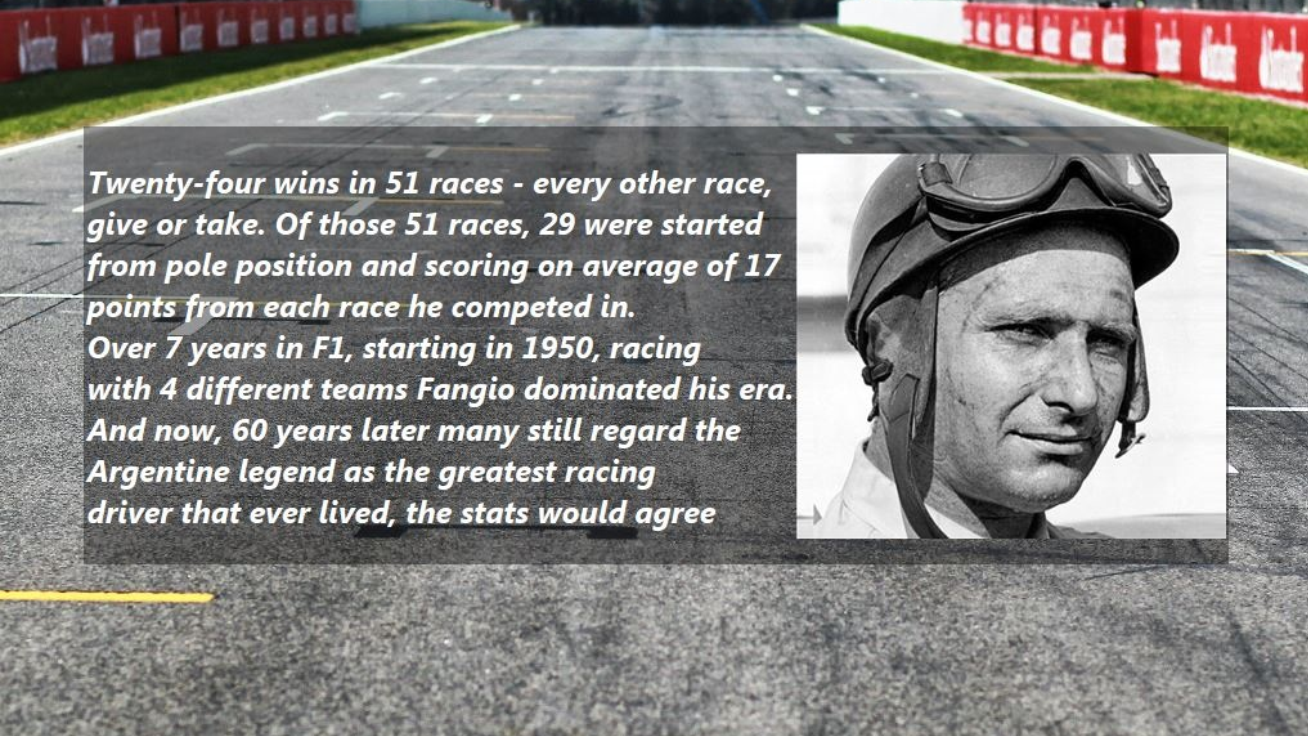 Twenty-four wins in 51 races - every other race,
give or take. Of those 51 races, 29 were started
from pole position and scoring on average of 17
points from each race he competed in.
Over 7 years in F1, starting in 1950, racing
with 4 different teams Fangio dominated his era.
And now, 60 years later many still regard the
Argentine legend as the greatest racing
driver that ever lived, the stats would agree
Santander
Santander
Santander